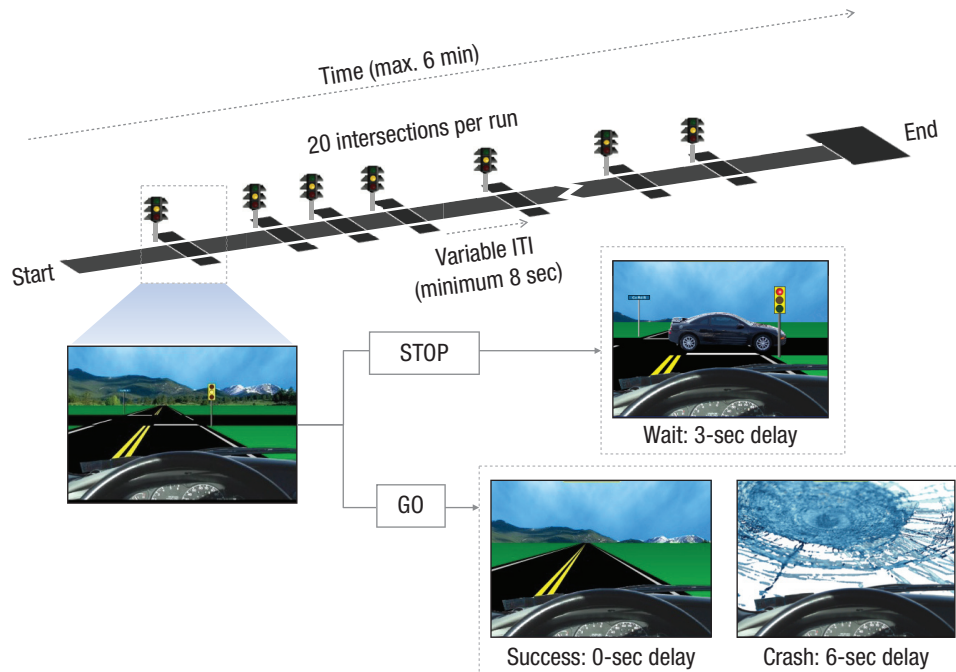 Time (max. 6 min)
20 intersections per run
End
Start
Variable ITI
(minimum 8 sec)
STOP
Wait: 3-sec delay
GO
Success: 0-sec delay
Crash: 6-sec delay